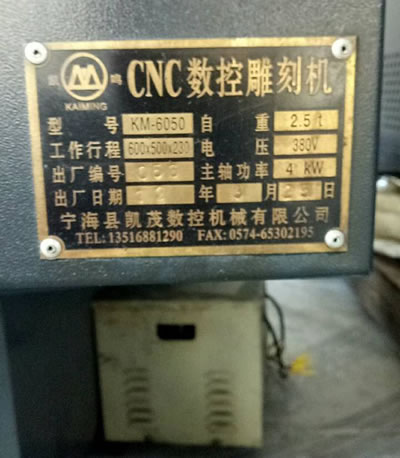 凯 鸣 CNC数控雕刻机
KAIMING
型 号 KM-6050 自 重 2.5 t
工作行程 600x500x230 电 压 380V
出厂编号 主轴功率 4 kW
出厂日期 年 月 日
宁海县凯茂数控机械有限公司
TEL: 13516881290 FAX: 0574-65302195